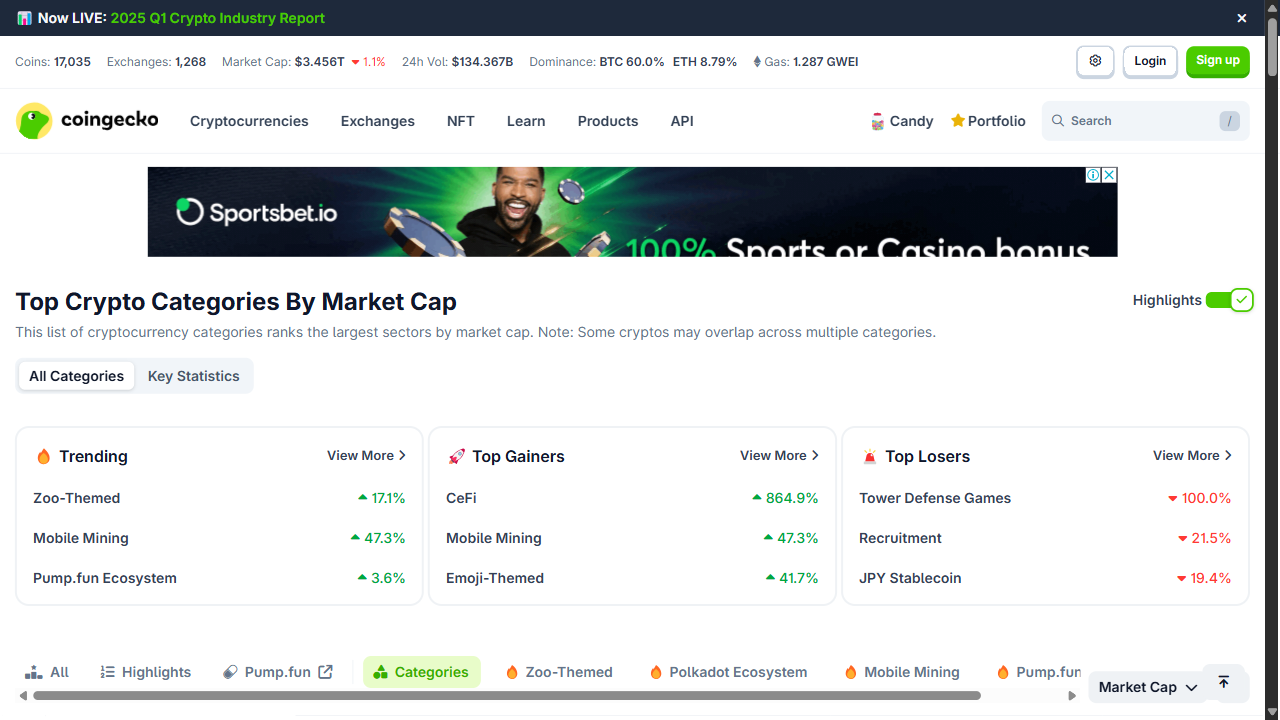 Now LIVE: 2025 Q1 Crypto Industry Report
Coins: 17,035 Exchanges: 1,268 Market Cap: $3.456T 1.1% 24h Vol: $134.367B Dominance: BTC 60.0% ETH 8.79% Gas: 1.287 GWEI
Login
Sign up
coingecko
Cryptocurrencies Exchanges NFT Learn Products API
Candy Portfolio
Search /
Sportsbet.io
100% Sports or Casino bonus
Top Crypto Categories By Market Cap
Highlights
This list of cryptocurrency categories ranks the largest sectors by market cap. Note: Some cryptos may overlap across multiple categories.
All Categories Key Statistics
Trending View More
Zoo-Themed 17.1%
Mobile Mining 47.3%
Pump.fun Ecosystem 3.6%
Top Gainers View More
CeFi 864.9%
Mobile Mining 47.3%
Emoji-Themed 41.7%
Top Losers View More
Tower Defense Games 100.0%
Recruitment 21.5%
JPY Stablecoin 19.4%
All Highlights Pump.fun Categories Zoo-Themed Polkadot Ecosystem Mobile Mining Pump.fun
Market Cap